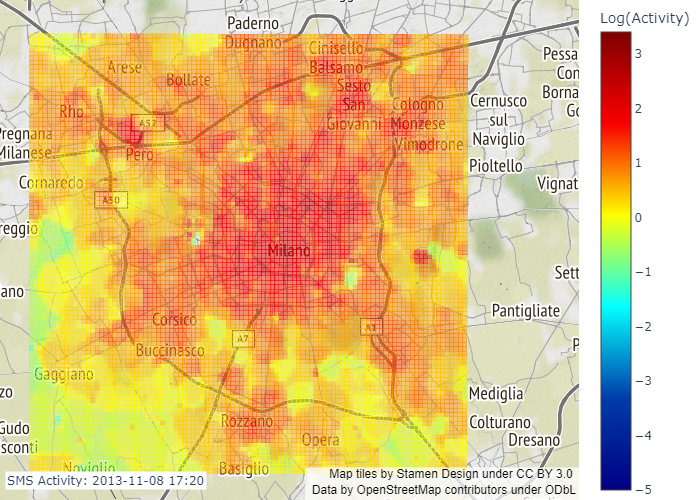 Paderno
Dugnano
Cinisello
Balsamo
Arese
Bollate
Sesto
San
Giovanni
Rho
A52
Pero
Cologno
Monzese
Vimodrone
Cernusco
sul
Naviglio
Pioltello
Pessa
Con
Borna
Go
Pregnana
Milanese
Cornaredo
A50
reggio
Vignat
Milano
ano
Sett
Corsico
Buccinasco
A7
A1
Pantigliate
P
Gaggiano
zo
Gudo
sconti
Rozzano
Opera
Mediglia
Colturano
Dresano
Noviglio
Basiglio
SMS Activity: 2013-11-08 17:20
Map tiles by Stamen Design under CC BY 3.0
Data by OpenStreetMap contributors under ODbL
Log(Activity)
3
2
1
0
−1
−2
−3
−4
−5